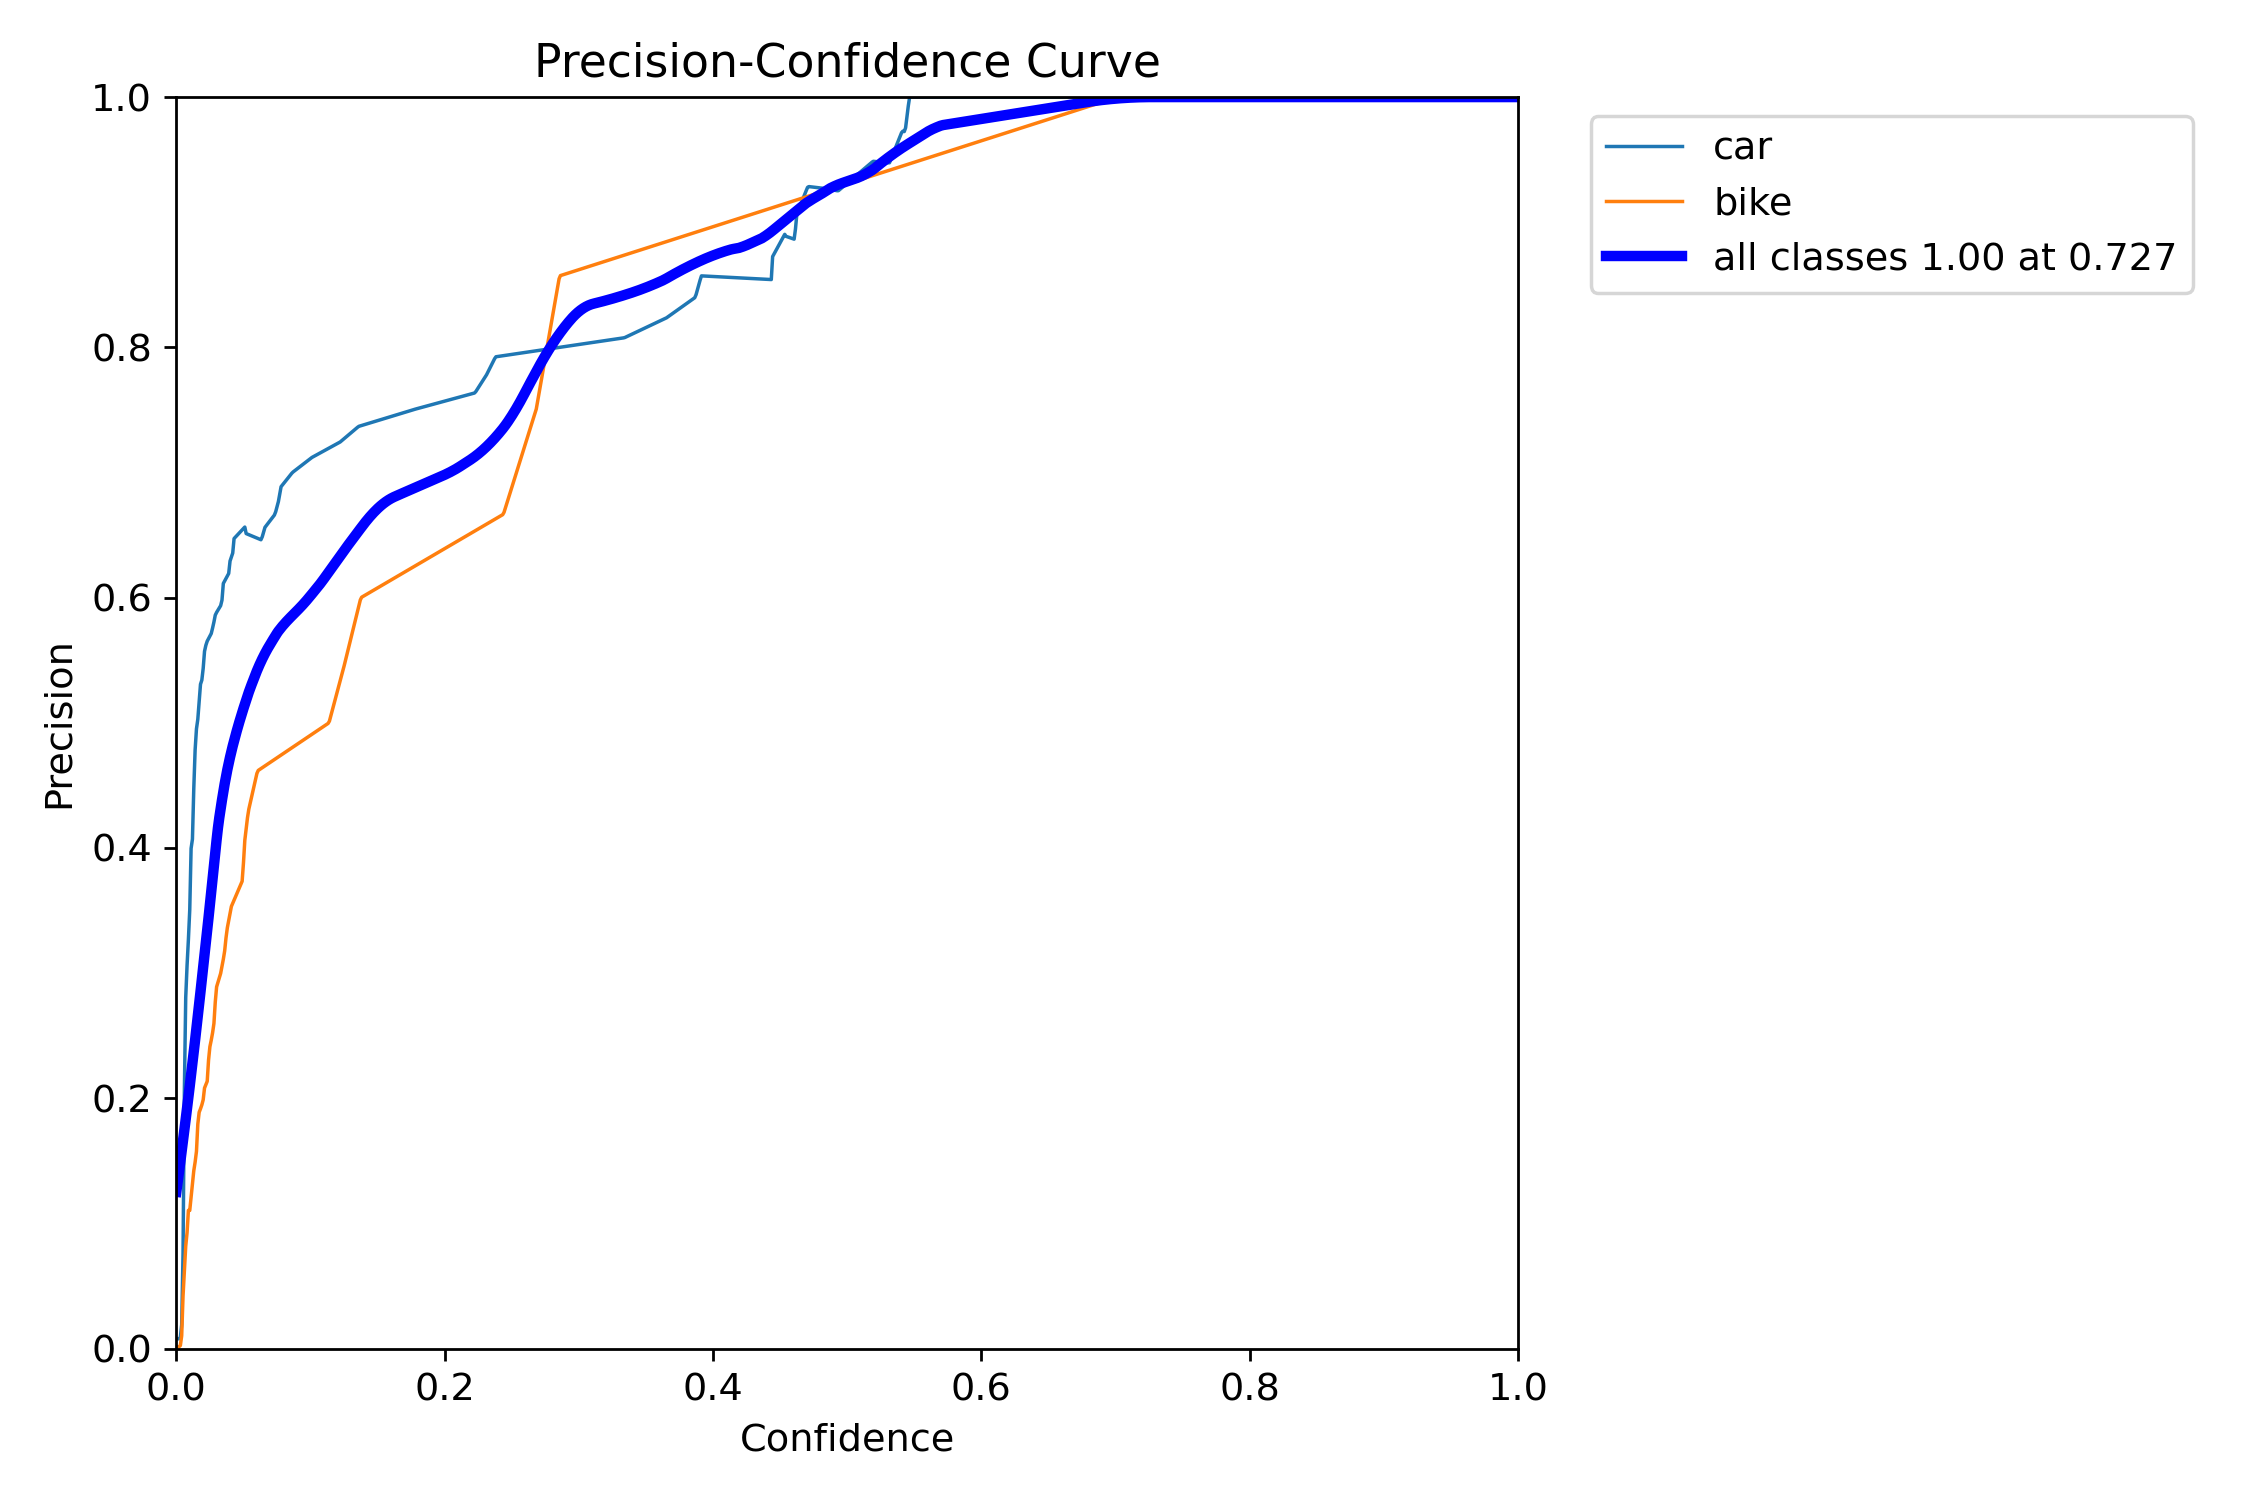 Precision-Confidence Curve
1.0
0.8
0.6
0.4
0.2
0.0
Precision
0.0 0.2 0.4 0.6 0.8 1.0
Confidence
car
bike
all classes 1.00 at 0.727